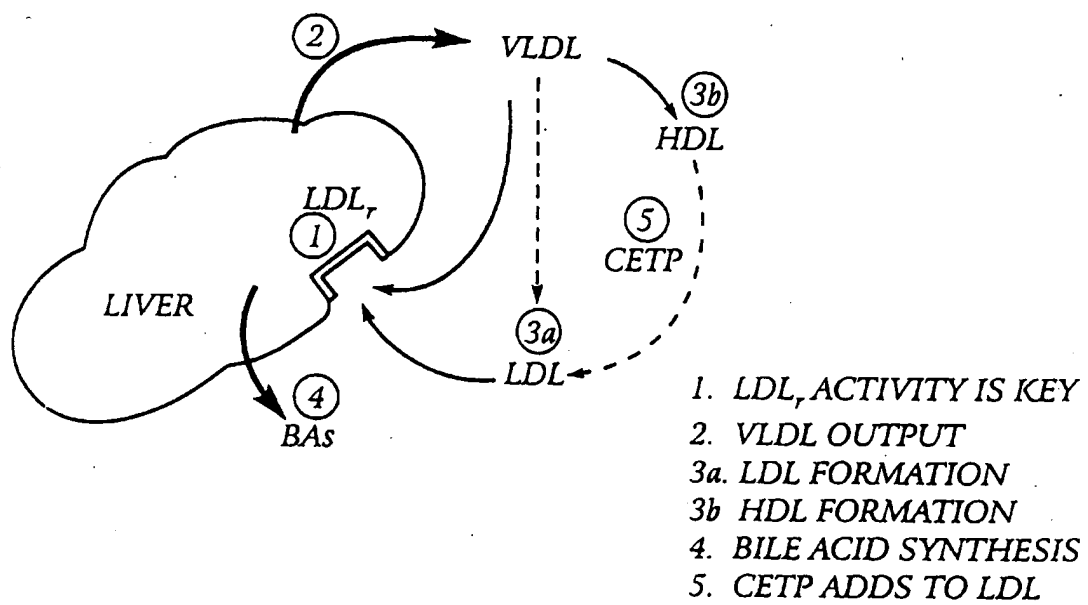 2
VLDL
3b
HDL
LDLr
1
5
CETP
LIVER
3a
LDL
4
BAs
1. LDLr ACTIVITY IS KEY
2. VLDL OUTPUT
3a. LDL FORMATION
3b HDL FORMATION
4. BILE ACID SYNTHESIS
5. CETP ADDS TO LDL